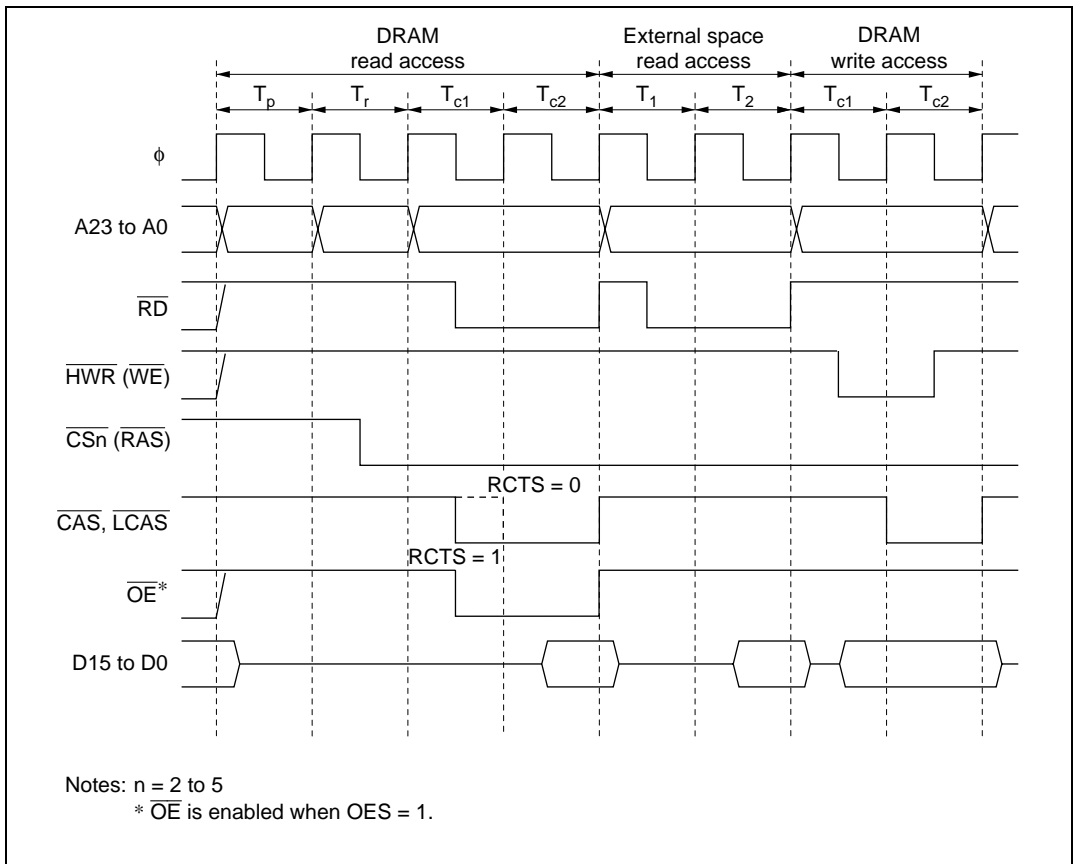 DRAM
read access
External space
read access
DRAM
write access
Tp Tr Tc1 Tc2 T1 T2 Tc1 Tc2
ϕ
A23 to A0
RD
HWR (WE)
CSn (RAS)
RCTS = 0
CAS, LCAS
RCTS = 1
OE*
D15 to D0
Notes: n = 2 to 5
* OE is enabled when OES = 1.